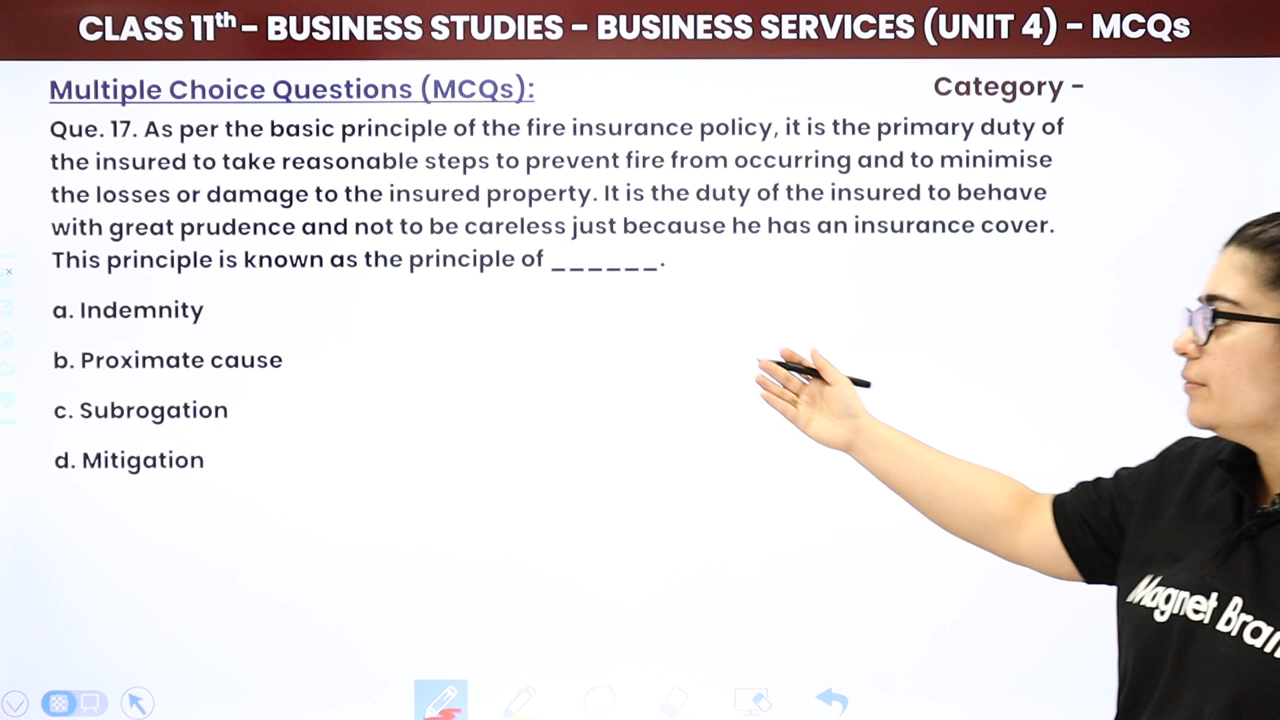 CLASS 11th - BUSINESS STUDIES - BUSINESS SERVICES (UNIT 4) - MCQs
Multiple Choice Questions (MCQs):
Category -
Que. 17. As per the basic principle of the fire insurance policy, it is the primary duty of
the insured to take reasonable steps to prevent fire from occurring and to minimise
the losses or damage to the insured property. It is the duty of the insured to behave
with great prudence and not to be careless just because he has an insurance cover.
This principle is known as the principle of ______.
a. Indemnity
b. Proximate cause
c. Subrogation
d. Mitigation
Magnet Brai